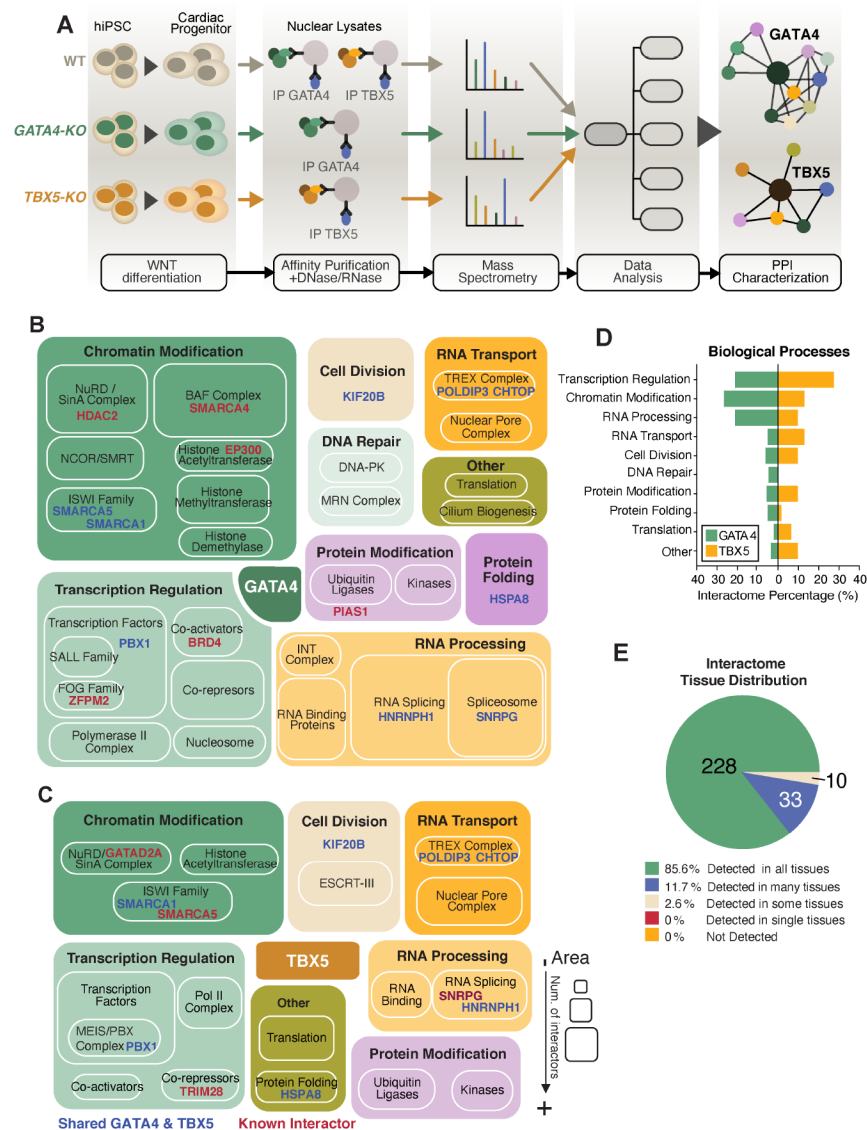 A
hiPSC
Cardiac
Progenitor
Nuclear Lysates
WT
IP GATA4
IP TBX5
GATA4-KO
IP GATA4
TBX5-KO
IP TBX5
GATA4
TBX5
WNT
differentiation
Affinity Purification
+DNase/RNase
Mass
Spectrometry
Data
Analysis
PPI
Characterization
B
Chromatin Modification
NuRD /
SinA Complex
HDAC2
BAF Complex
SMARCA4
NCOR/SMRT
Histone EP300
Acetyltransferase
ISWI Family
SMARCA5
SMARCA1
Histone
Methyltransferase
Histone
Demethylase
Cell Division
KIF20B
RNA Transport
TREX Complex
POLDIP3 CHTOP
Nuclear Pore
Complex
DNA Repair
DNA-PK
MRN Complex
Other
Translation
Cilium Biogenesis
Transcription Regulation
GATA4
Transcription Factors
PBX1
SALL Family
FOG Family
ZFPM2
Co-activators
BRD4
Co-represors
Polymerase II
Complex
Nucleosome
Protein Modification
Ubiquitin
Ligases
PIAS1
Kinases
Protein
Folding
HSPA8
RNA Processing
INT
Complex
RNA Binding
Proteins
RNA Splicing
HNRNPH1
Spliceosome
SNRPG
C
Chromatin Modification
NuRD/GATAD2A
SinA Complex
Histone
Acetyltransferase
ISWI Family
SMARCA1
SMARCA5
Cell Division
KIF20B
ESCRT-III
RNA Transport
TREX Complex
POLDIP3 CHTOP
Nuclear Pore
Complex
Transcription Regulation
Transcription
Factors
MEIS/PBX
Complex PBX1
Pol II
Complex
Co-activators
Co-repressors
TRIM28
TBX5
Other
Translation
Protein Folding
HSPA8
RNA Processing
RNA
Binding
RNA Splicing
SNRPG
HNRNPH1
Protein Modification
Ubiquitin
Ligases
Kinases
- Area
Num. of interactors
+
Shared GATA4 & TBX5
Known Interactor
D
Biological Processes
Transcription Regulation
Chromatin Modification
RNA Processing
RNA Transport
Cell Division
DNA Repair
Protein Modification
Protein Folding
Translation
Other
GATA4
TBX5
40 30 20 10 0 10 20 30 40
Interactome Percentage (%)
E
Interactome
Tissue Distribution
228
10
33
85.6% Detected in all tissues
11.7% Detected in many tissues
2.6% Detected in some tissues
0% Detected in single tissues
0% Not Detected